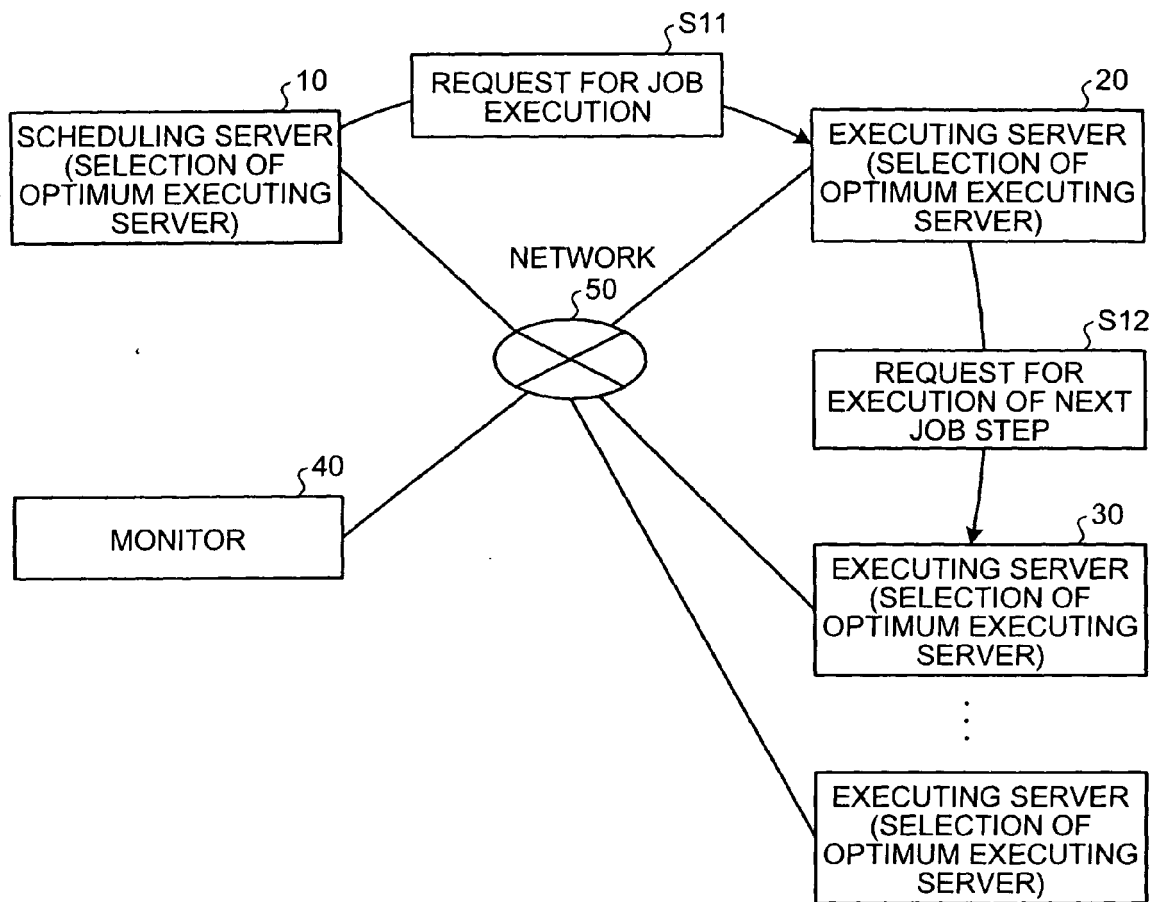 S11
REQUEST FOR JOB
EXECUTION
10
SCHEDULING SERVER
(SELECTION OF
OPTIMUM EXECUTING
SERVER)
20
EXECUTING SERVER
(SELECTION OF
OPTIMUM EXECUTING
SERVER)
NETWORK
50
S12
REQUEST FOR
EXECUTION OF NEXT
JOB STEP
40
MONITOR
30
EXECUTING SERVER
(SELECTION OF
OPTIMUM EXECUTING
SERVER)
EXECUTING SERVER
(SELECTION OF
OPTIMUM EXECUTING
SERVER)